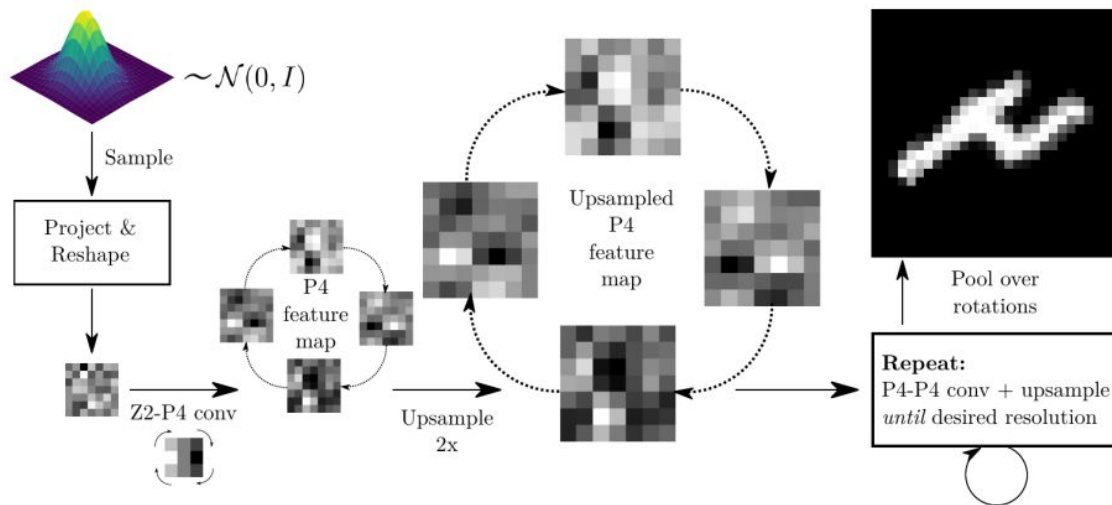 ∼𝒩(0, I)
Sample
Project &
Reshape
Z2-P4 conv
P4
feature
map
Upsample
2x
Upsampled
P4
feature
map
Repeat:
P4-P4 conv + upsample
until desired resolution
Pool over
rotations